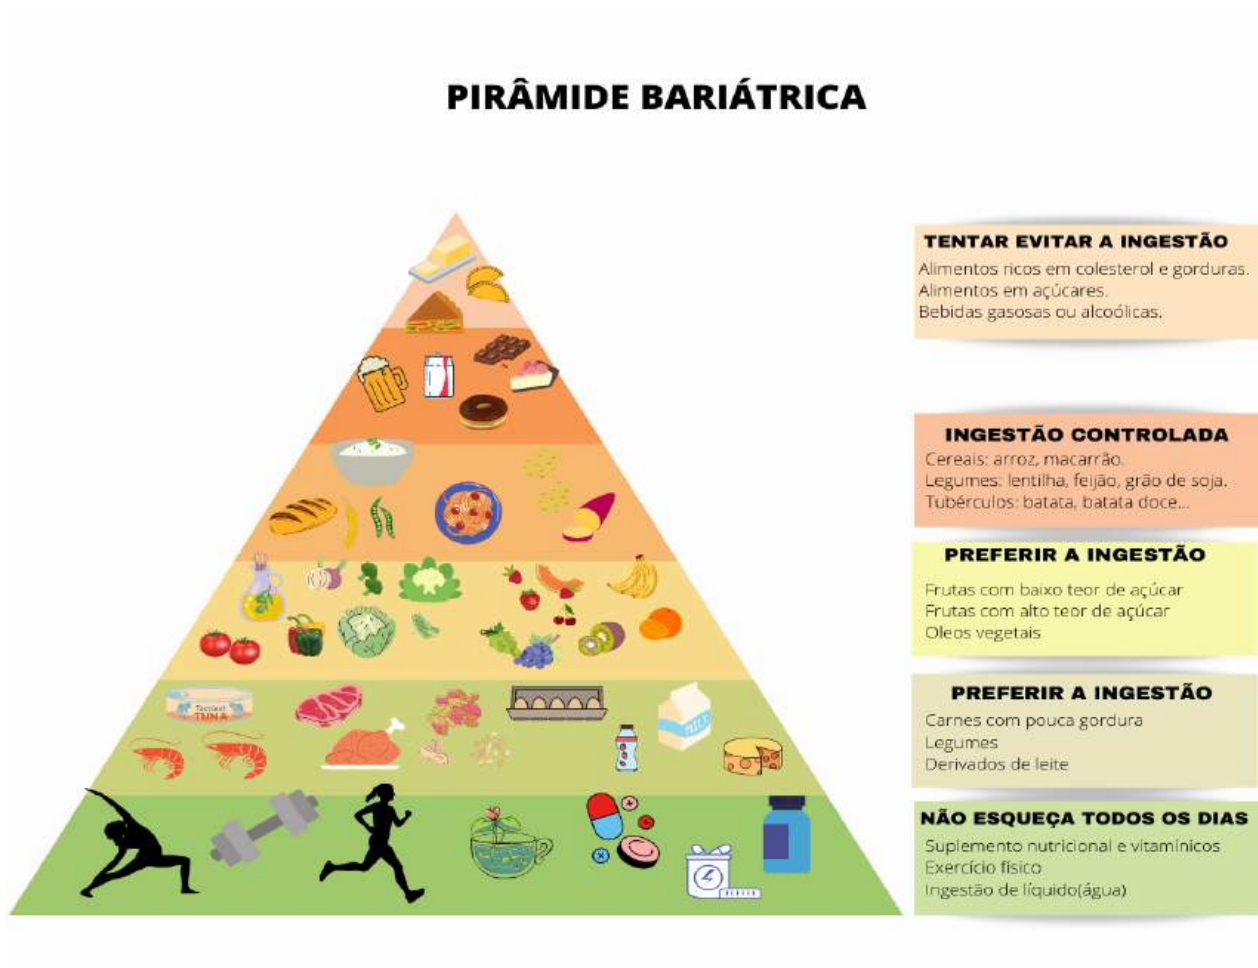 PIRÂMIDE BARIÁTRICA
TENTAR EVITAR A INGESTÃO
Alimentos ricos em colesterol e gorduras.
Alimentos em açúcares.
Bebidas gasosas ou alcoólicas.
INGESTÃO CONTROLADA
Cereais: arroz, macarrão.
Legumes: lentilha, feijão, grão de soja.
Tubérculos: batata, batata doce...
PREFERIR A INGESTÃO
Frutas com baixo teor de açúcar
Frutas com alto teor de açúcar
Oleos vegetais
TUNA
MILK
PREFERIR A INGESTÃO
Carnes com pouca gordura
Legumes
Derivados de leite
NÃO ESQUEÇA TODOS OS DIAS
Suplemento nutricional e vitamínicos
Exercício físico
Ingestão de líquido(água)